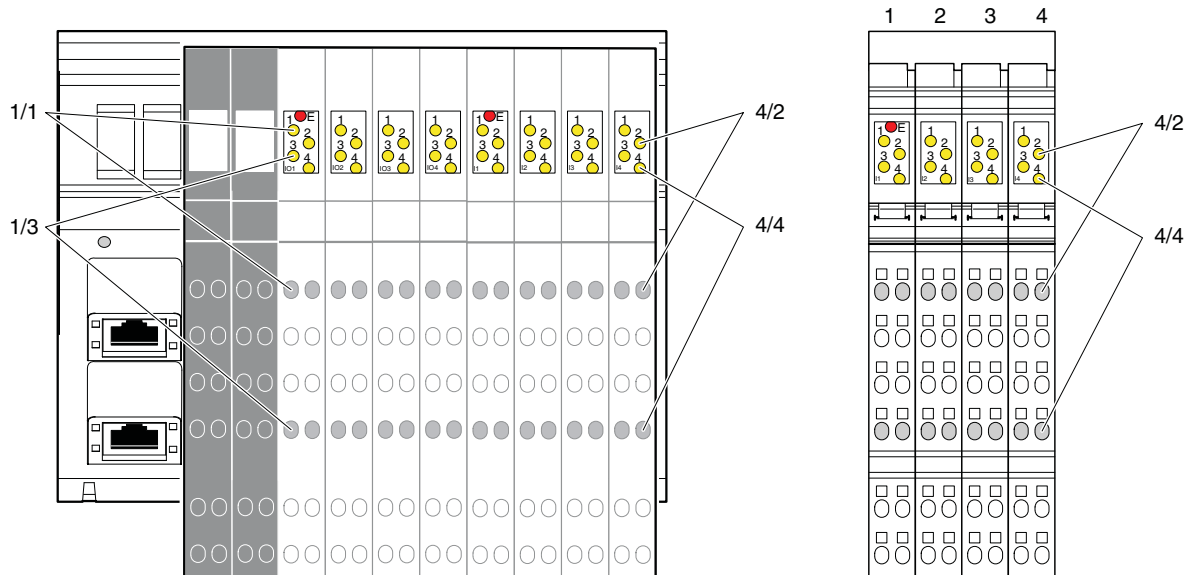 1 2 3 4
1/1
1/3
1 E 2 3 4 IO1
1 2 3 4 IO2
1 2 3 4 IO3
1 2 3 4 IO4
1 E 2 3 4 I1
1 2 3 4 I2
1 2 3 4 I3
1 2 3 4 I4
4/2
4/4
1 E 2 3 4 I1
1 2 3 4 I2
1 2 3 4 I3
1 2 3 4 I4
4/2
4/4